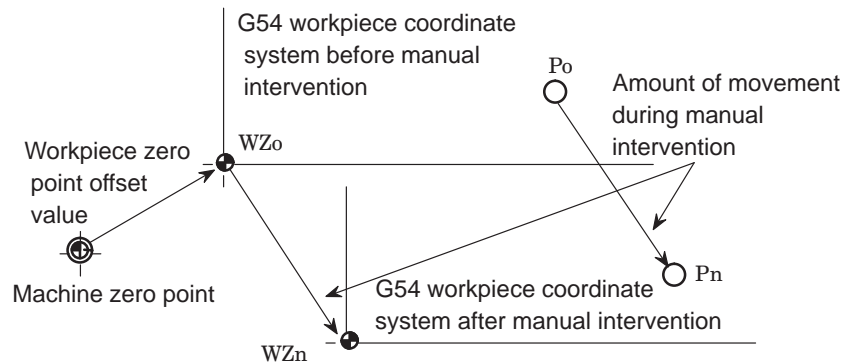 G54 workpiece coordinate
system before manual
intervention
Po
Amount of movement
during manual
intervention
WZo
Workpiece zero
point offset
value
Pn
Machine zero point
G54 workpiece coordinate
system after manual intervention
WZn